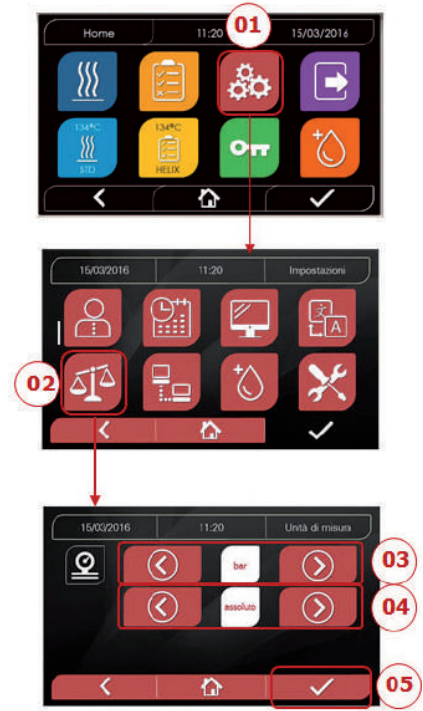 01
Home 11:20 15/03/2016
134°C 134°C
STD HELIX
15/03/2016 11:20 Impostazioni
文 A
02
15/03/2016 11:20 Unità di misura
bar 03
assoluto 04
05